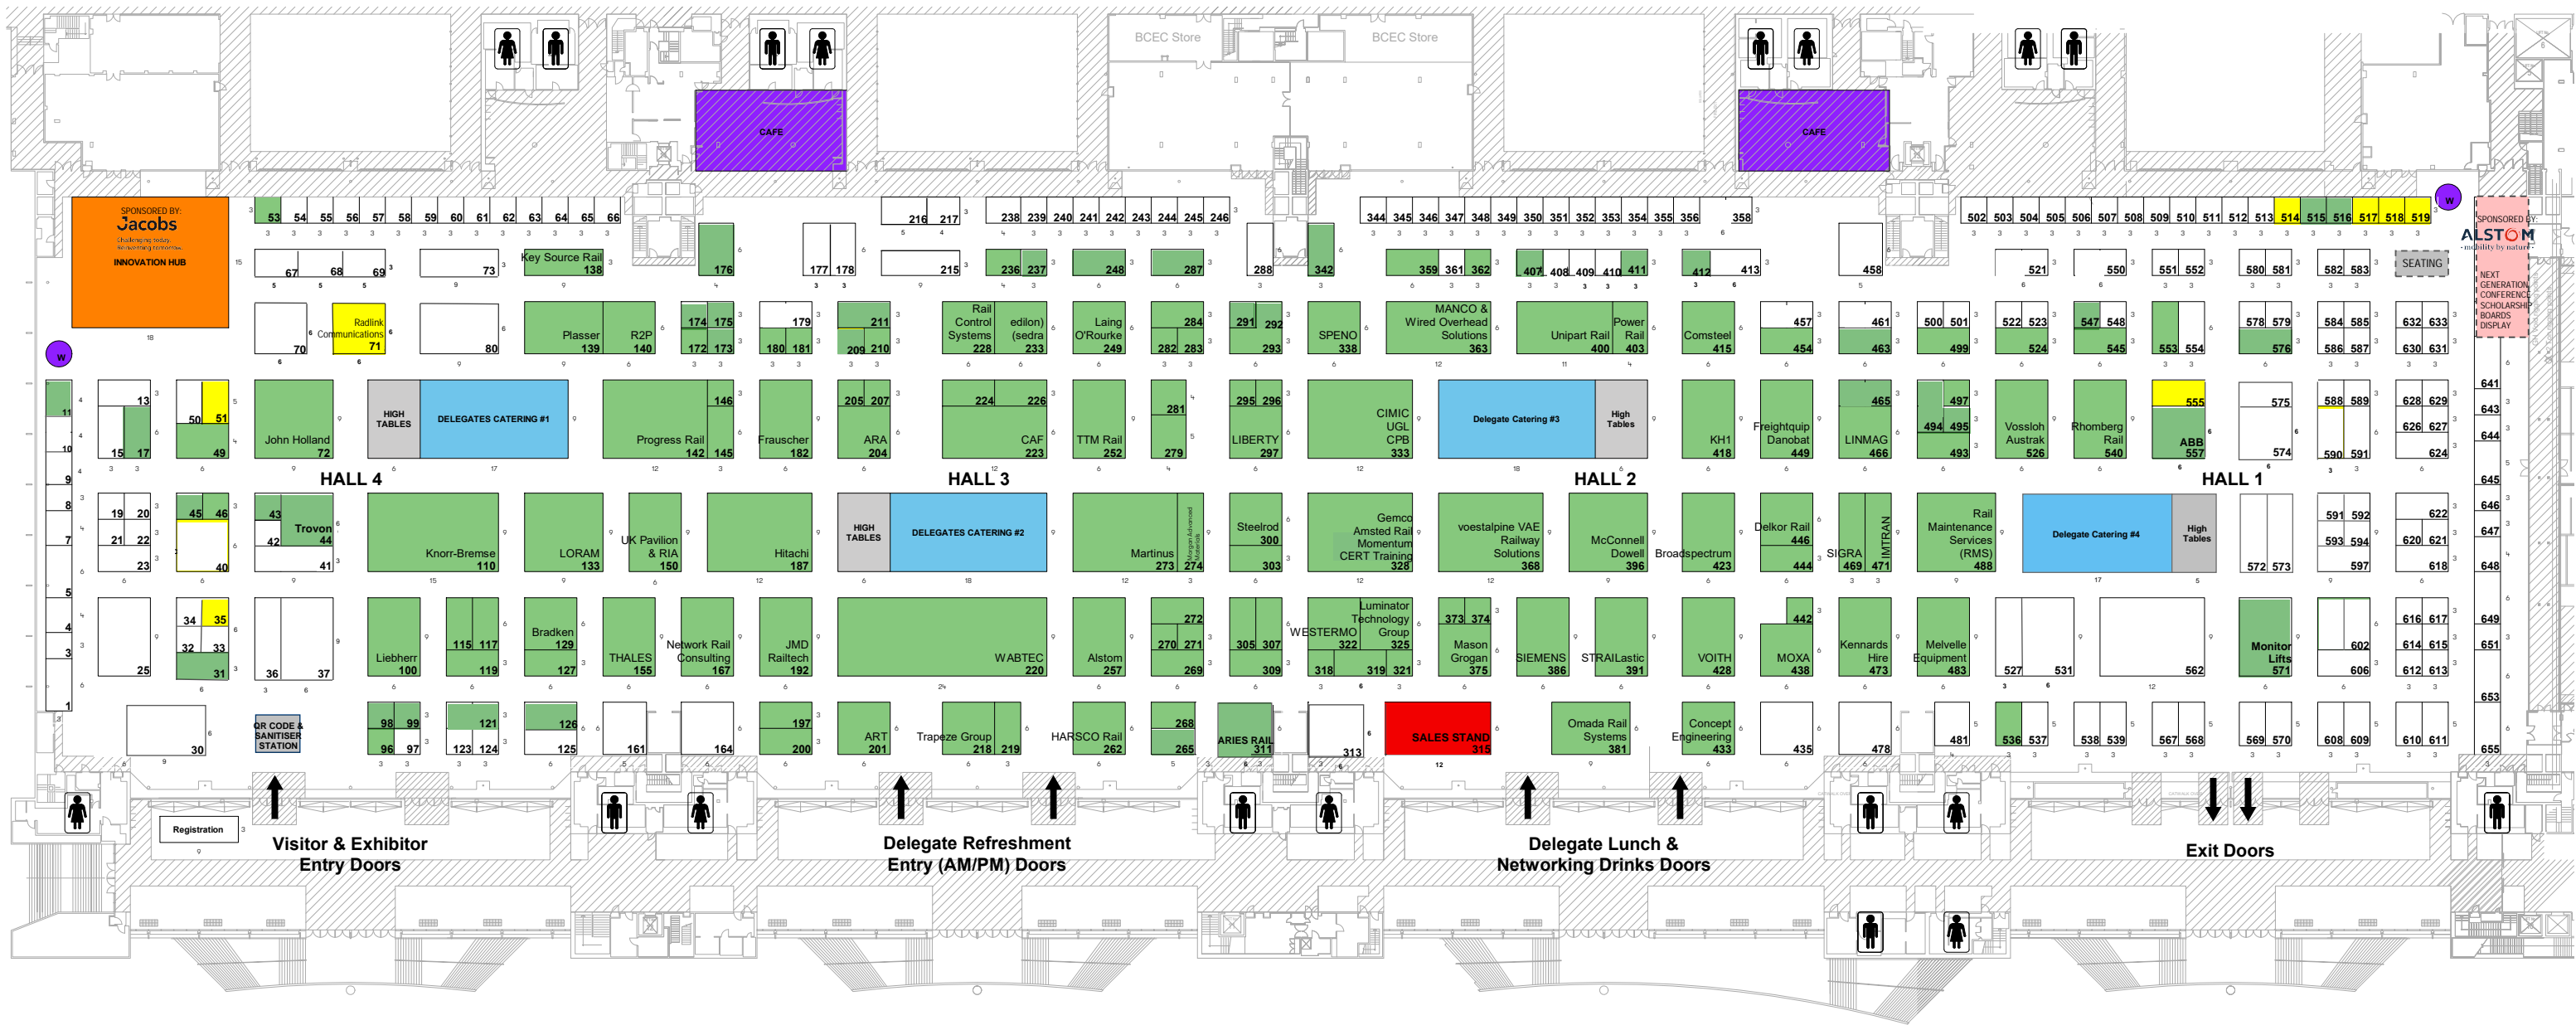 BCEC Store
BCEC Store
CAFE
CAFE
SPONSORED BY:
Jacobs
Challenging today.
Reinventing tomorrow.
INNOVATION HUB
53 54 55 56 57 58 59 60 61 62 63 64 65 66
216 217
238 239 240 241 242 243 244 245 246
344 345 346 347 348 349 350 351 352 353 354 355 356 358
502 503 504 505 506 507 508 509 510 511 512 513 514 515 516 517 518 519
W
SPONSORED BY:
ALSTOM
mobility by nature
NEXT
GENERATION
CONFERENCE
SCHOLARSHIP
BOARDS
DISPLAY
SEATING
67 68 69 73
Key Source Rail
138
176
177 178
215
236 237 248 287 288 342
359 361 362 407 408 409 410 411 412 413 458
521 550 551 552 580 581 582 583
W
70
Radlink
Communications
71
80
Plasser
139
R2P
140
174 175
172 173
179
180 181
211
209 210
Rail
Control
Systems
228
edilon)
(sedra
233
Laing
O'Rourke
249
284
282 283
291 292
293
SPENO
338
MANCO &
Wired Overhead
Solutions
363
Unipart Rail
400
Power
Rail
403
Comsteel
415
457
454
461
463
500 501
499
522 523
524
547 548
545
553 554
578 579
576
584 585
586 587
632 633
630 631
11
10
9
8
7
5
4
3
1
13
15 17
50 51
49
John Holland
72
HIGH
TABLES
DELEGATES CATERING #1
Progress Rail
142
146
145
Frauscher
182
205 207
ARA
204
224 226
CAF
223
TTM Rail
252
281
279
295 296
LIBERTY
297
CIMIC
UGL
CPB
333
Delegate Catering #3
High
Tables
KH1
418
Freightquip
Danobat
449
465
LINMAG
466
497
494 495
493
Vossloh
Austrak
526
Rhomberg
Rail
540
555
ABB
557
575
574
588 589
590 591
628 629
626 627
624
641
643
644
645
646
647
648
649
651
653
655
HALL 4
HALL 3
HALL 2
HALL 1
19 20
21 22
23
45 46
40
43
42
Trovon
44
41
Knorr-Bremse
110
LORAM
133
UK Pavilion
& RIA
150
Hitachi
187
HIGH
TABLES
DELEGATES CATERING #2
Martinus
273
Morgan Advanced
Materials
274
Steelrod
300
303
Gemco
Amsted Rail
Momentum
CERT Training
328
voestalpine VAE
Railway
Solutions
368
McConnell
Dowell
396
Broadspectrum
423
Delkor Rail
446
444
SIGRA
469
IMTRAN
471
Rail
Maintenance
Services
(RMS)
488
Delegate Catering #4
High
Tables
572 573
591 592
593 594
597
622
620 621
618
25
34 35
32 33
31
36 37
Liebherr
100
115 117
119
Bradken
129
127
THALES
155
Network Rail
Consulting
167
JMD
Railtech
192
WABTEC
220
Alstom
257
272
270 271
269
305 307
309
WESTERMO
322
Luminator
Technology
Group
325
318 319 321
373 374
Mason
Grogan
375
SIEMENS
386
STRAILastic
391
VOITH
428
442
MOXA
438
Kennards
Hire
473
Melvelle
Equipment
483
527 531
562
Monitor
Lifts
571
602
606
616 617
614 615
612 613
30
QR CODE &
SANITISER
STATION
98 99
96 97
121
123 124
126
125
161
164
197
200
ART
201
Trapeze Group
218 219
HARSCO Rail
262
268
265
ARIES RAIL
311
313
SALES STAND
315
Omada Rail
Systems
381
Concept
Engineering
433
435
478
481
536 537
538 539
567 568
569 570
608 609
610 611
Registration
Visitor & Exhibitor
Entry Doors
Delegate Refreshment
Entry (AM/PM) Doors
Delegate Lunch &
Networking Drinks Doors
Exit Doors